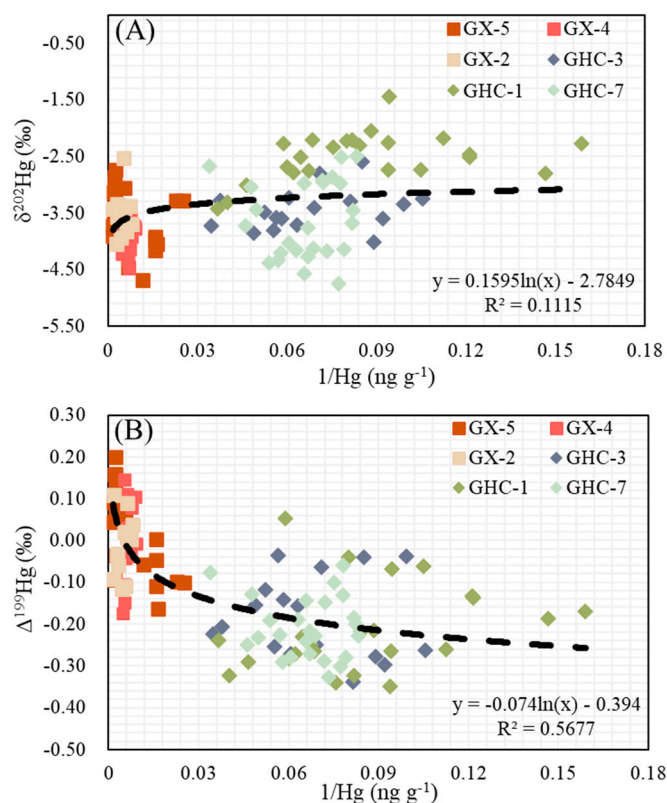 (A)
GX-5 GX-4
GX-2 GHC-3
GHC-1 GHC-7
-0.50
-1.50
-2.50
-3.50
-4.50
-5.50
δ²⁰²Hg (‰)
y = 0.1595ln(x) - 2.7849
R² = 0.1115
0 0.03 0.06 0.09 0.12 0.15 0.18
1/Hg (ng g⁻¹)
(B)
GX-5 GX-4
GX-2 GHC-3
GHC-1 GHC-7
0.30
0.20
0.10
0.00
-0.10
-0.20
-0.30
-0.40
-0.50
Δ¹⁹⁹Hg (‰)
y = -0.074ln(x) - 0.394
R² = 0.5677
0 0.03 0.06 0.09 0.12 0.15 0.18
1/Hg (ng g⁻¹)